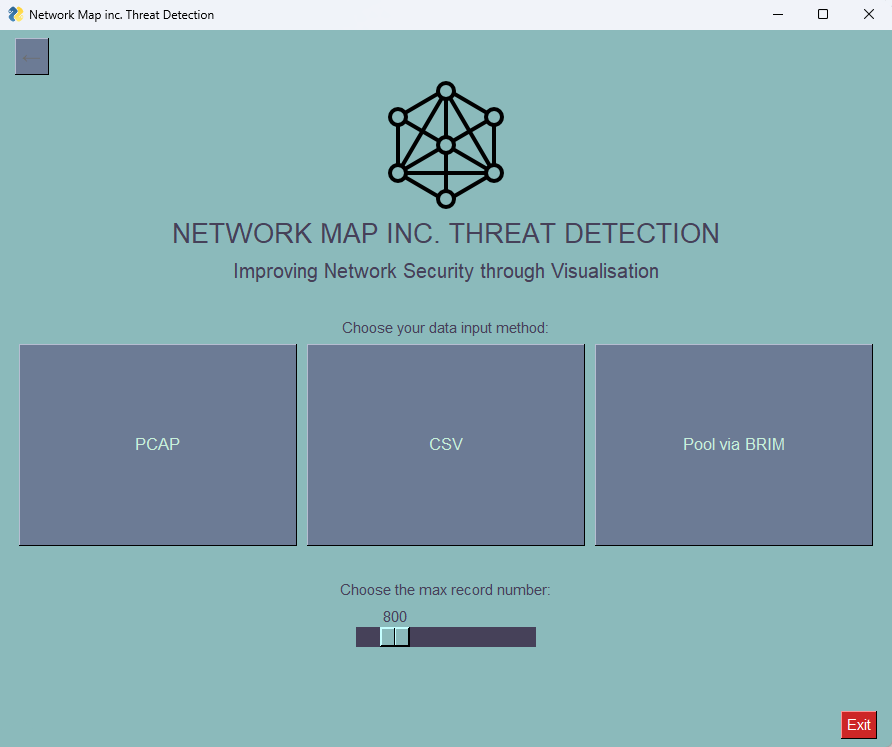 Network Map inc. Threat Detection
←
NETWORK MAP INC. THREAT DETECTION
Improving Network Security through Visualisation
Choose your data input method:
PCAP
CSV
Pool via BRIM
Choose the max record number:
800
Exit